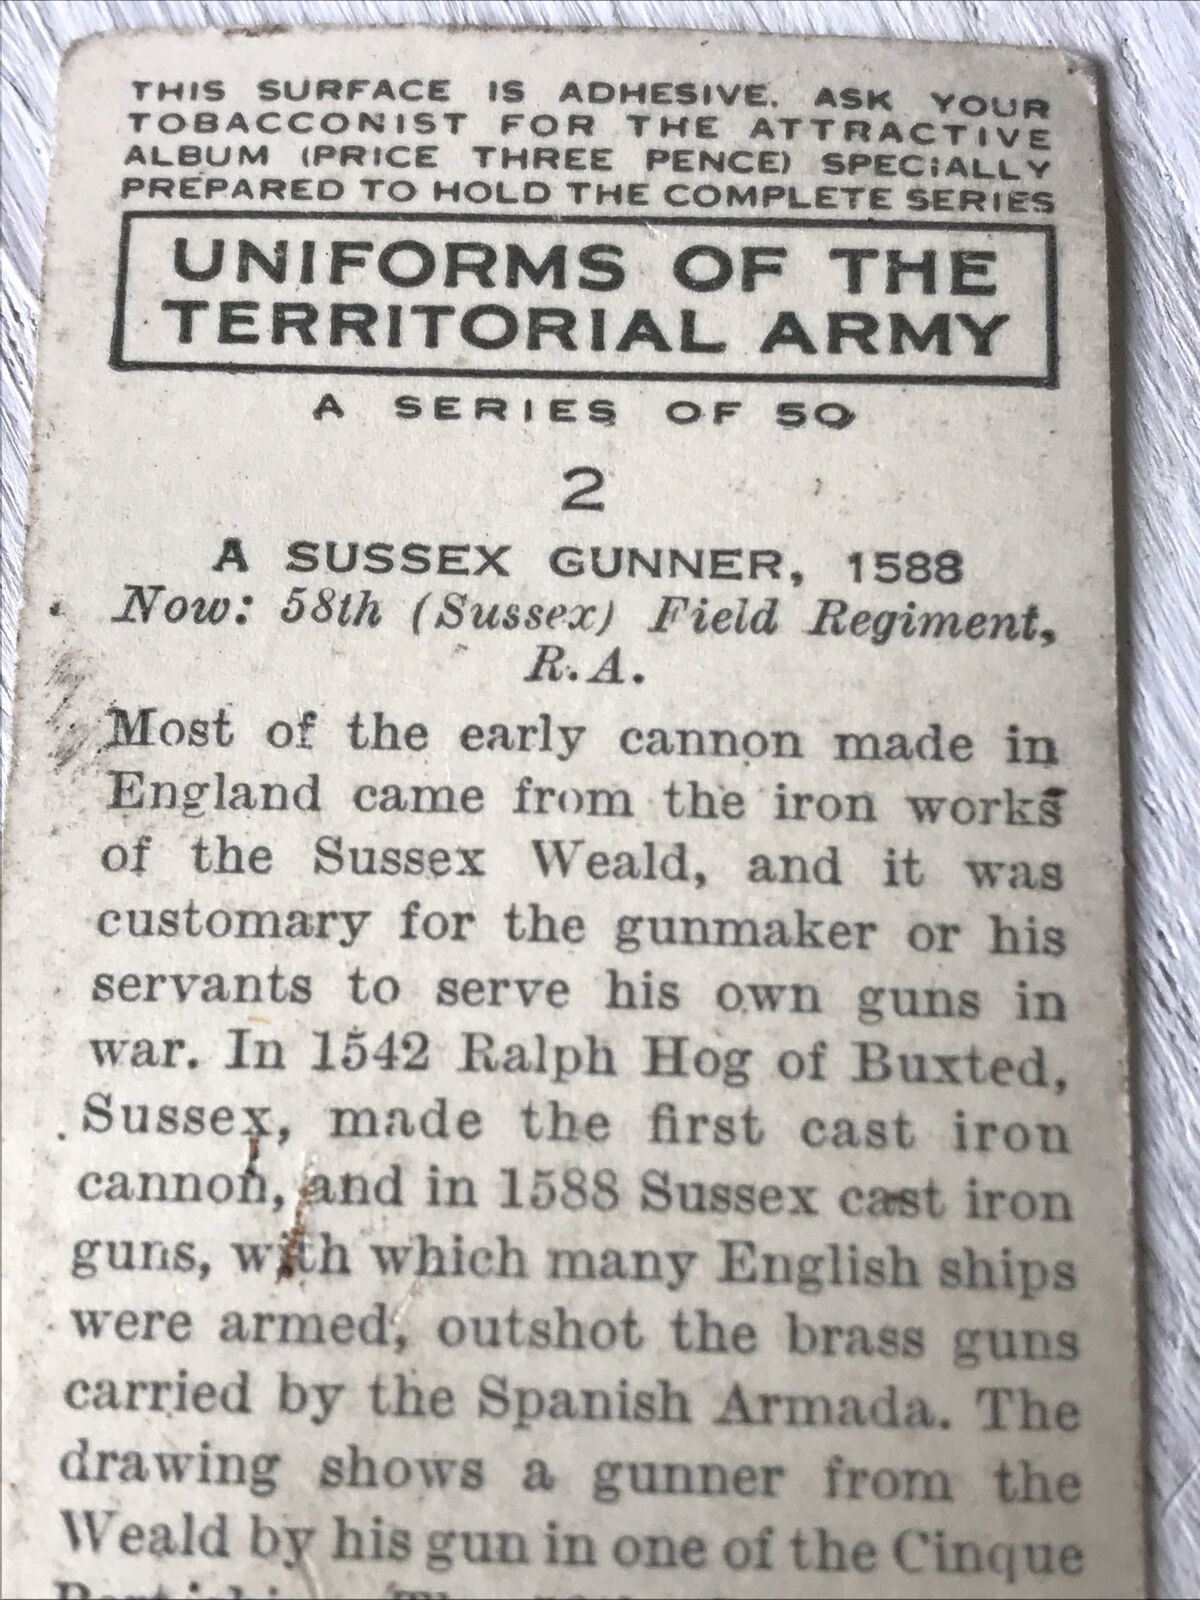 THIS SURFACE IS ADHESIVE. ASK YOUR
TOBACCONIST FOR THE ATTRACTIVE
ALBUM (PRICE THREE PENCE) SPECIALLY
PREPARED TO HOLD THE COMPLETE SERIES
UNIFORMS OF THE
TERRITORIAL ARMY
A SERIES OF 50
2
A SUSSEX GUNNER, 1588
Now: 58th (Sussex) Field Regiment,
R.A.
Most of the early cannon made in
England came from the iron works
of the Sussex Weald, and it was
customary for the gunmaker or his
servants to serve his own guns in
war. In 1542 Ralph Hog of Buxted,
Sussex, made the first cast iron
cannon, and in 1588 Sussex cast iron
guns, with which many English ships
were armed, outshot the brass guns
carried by the Spanish Armada. The
drawing shows a gunner from the
Weald by his gun in one of the Cinque